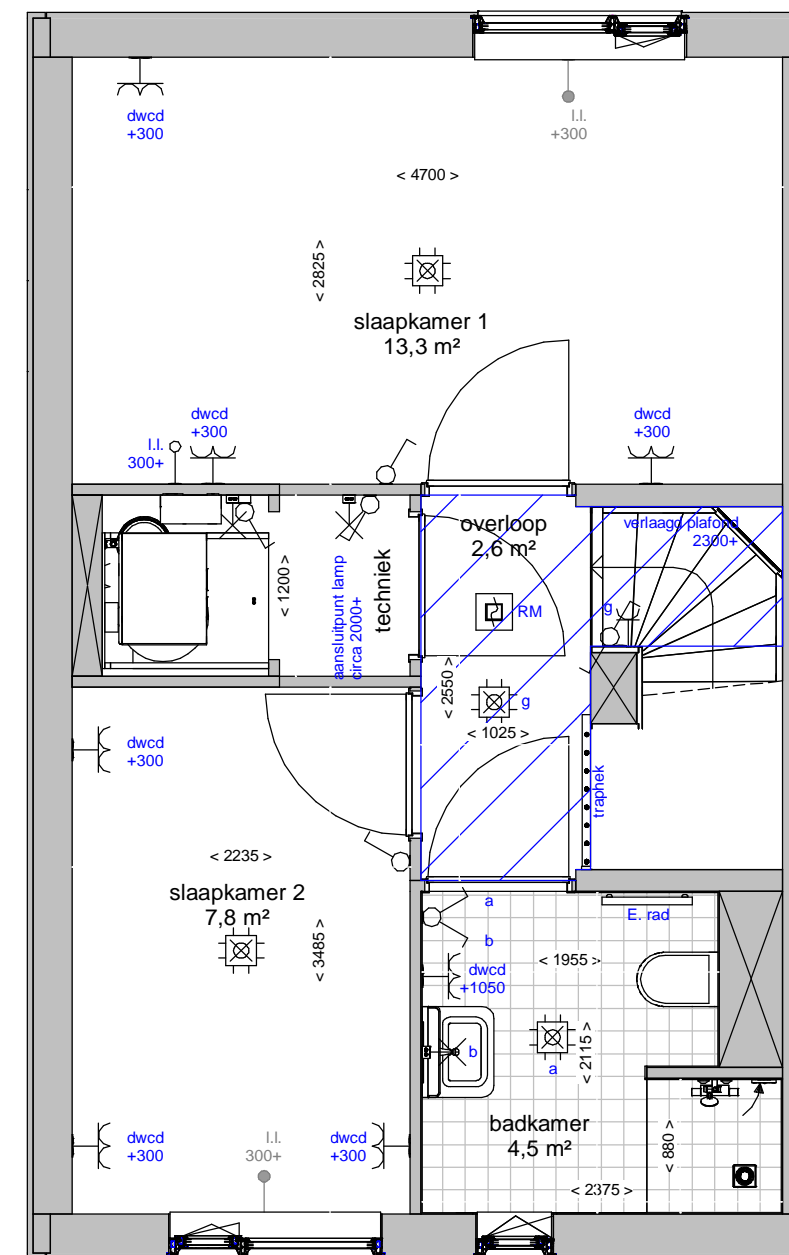 dwcd
+300
l.l.
+300
< 4700 >
< 2825 >
slaapkamer 1
13,3 m²
l.l.
300+
dwcd
+300
dwcd
+300
< 1200 >
aansluitpunt lamp
circa 2000+
techniek
overloop
2,6 m²
verlaagd plafond
2300+
g
RM
< 2550 >
g
< 1025 >
traphek
dwcd
+300
< 2235 >
slaapkamer 2
7,8 m²
< 3485 >
a
b
E. rad
dwcd
+1050
< 1955 >
b
a
< 2115 >
badkamer
4,5 m²
< 880 >
< 2375 >
dwcd
+300
l.l.
300+
dwcd
+300